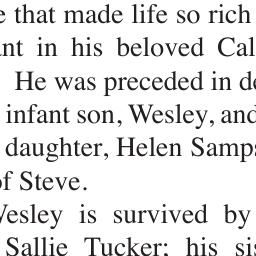 that made life so rich
in his beloved
He was preceded in
infant son, Wesley, and
daughter, Helen
of Steve.
Wesley is survived by
Sallie Tucker; his